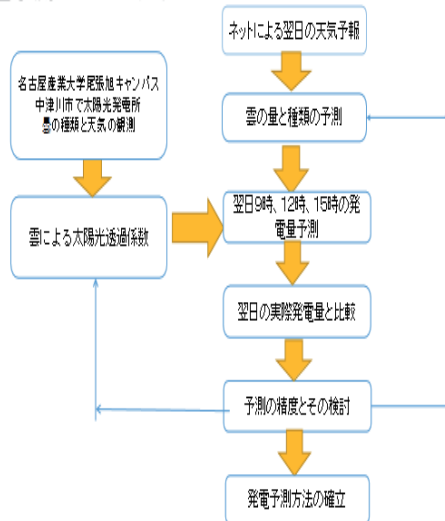 ネットによる翌日の天気予報
名古屋産業大学尾張旭キャンパス
中津川市で太陽光発電所
雲の種類と天気の観測
雲の量と種類の予測
雲による太陽光透過係数
翌日9時、12時、15時の発
電量予測
翌日の実際発電量と比較
予測の精度とその検討
発電予測方法の確立